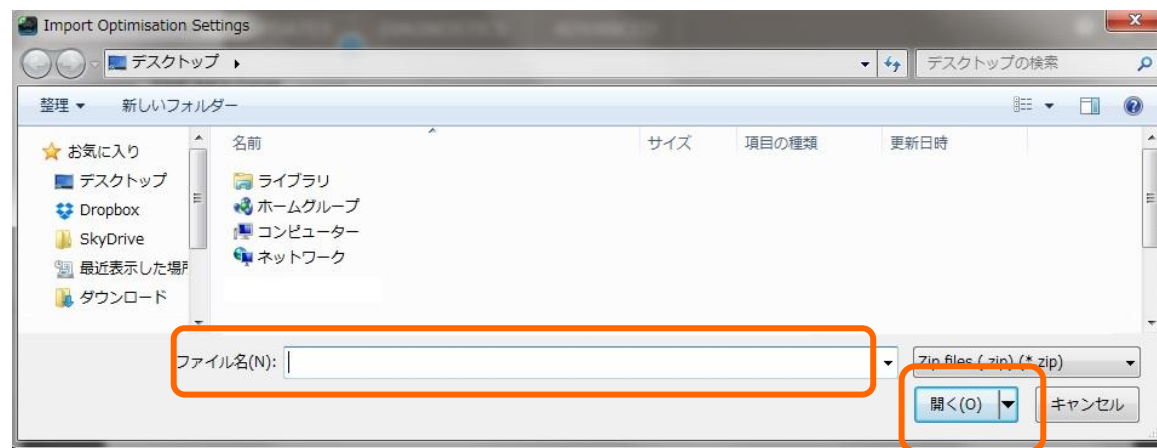 Import Optimisation Settings
デスクトップ
デスクトップの検索
整理 新しいフォルダー
お気に入り
デスクトップ
Dropbox
SkyDrive
最近表示した場所
ダウンロード
名前 サイズ 項目の種類 更新日時
ライブラリ
ホームグループ
コンピューター
ネットワーク
ファイル名(N):
Zip files (.zip) (*.zip)
開く(O) キャンセル